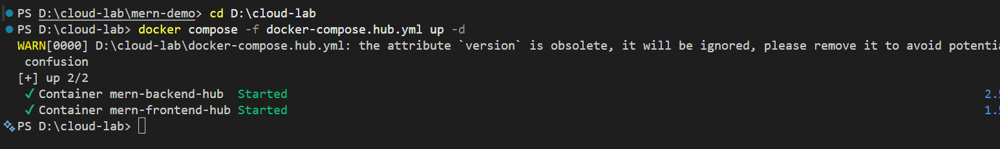 PS D:\cloud-lab\mern-demo> cd D:\cloud-lab
PS D:\cloud-lab> docker compose -f docker-compose.hub.yml up -d
WARN[0000] D:\cloud-lab\docker-compose.hub.yml: the attribute `version` is obsolete, it will be ignored, please remove it to avoid potentia
confusion
[+] up 2/2
✓ Container mern-backend-hub Started 2.5
✓ Container mern-frontend-hub Started 1.5
PS D:\cloud-lab>